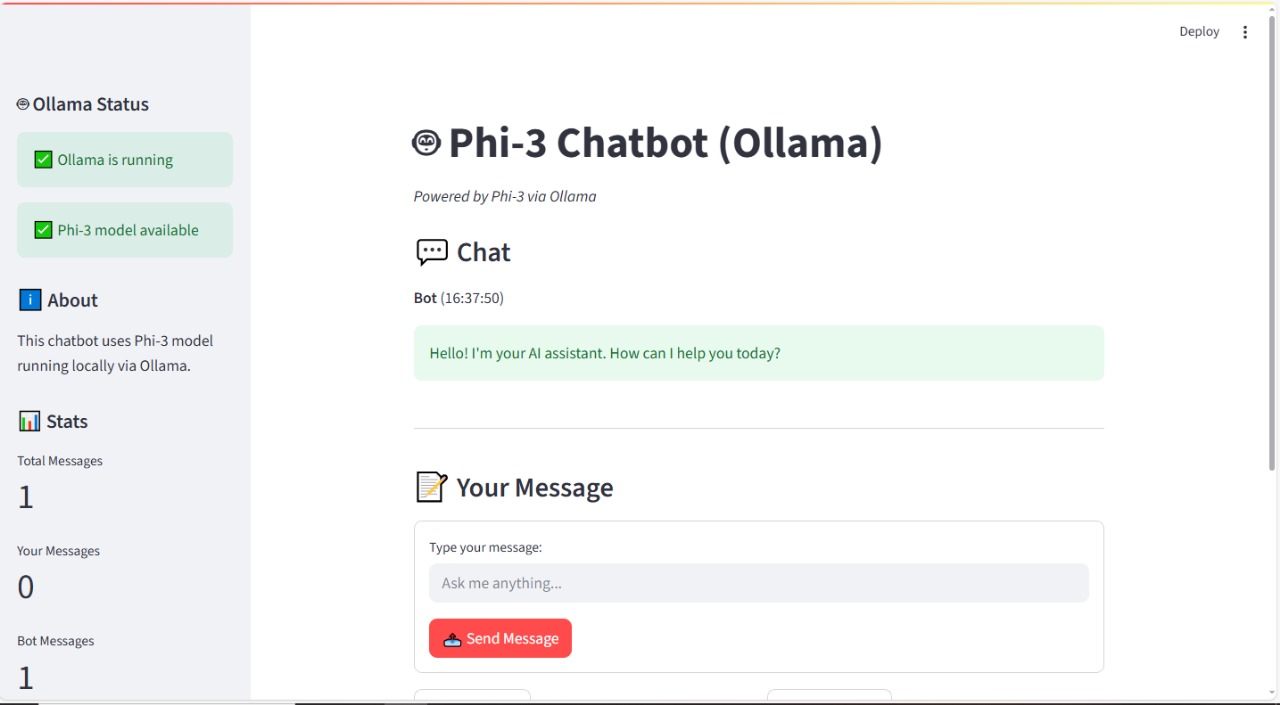 Deploy
Ollama Status
Ollama is running
Phi-3 model available
About
This chatbot uses Phi-3 model
running locally via Ollama.
Stats
Total Messages
1
Your Messages
0
Bot Messages
1
Phi-3 Chatbot (Ollama)
Powered by Phi-3 via Ollama
Chat
Bot (16:37:50)
Hello! I'm your AI assistant. How can I help you today?
Your Message
Type your message:
Ask me anything...
Send Message